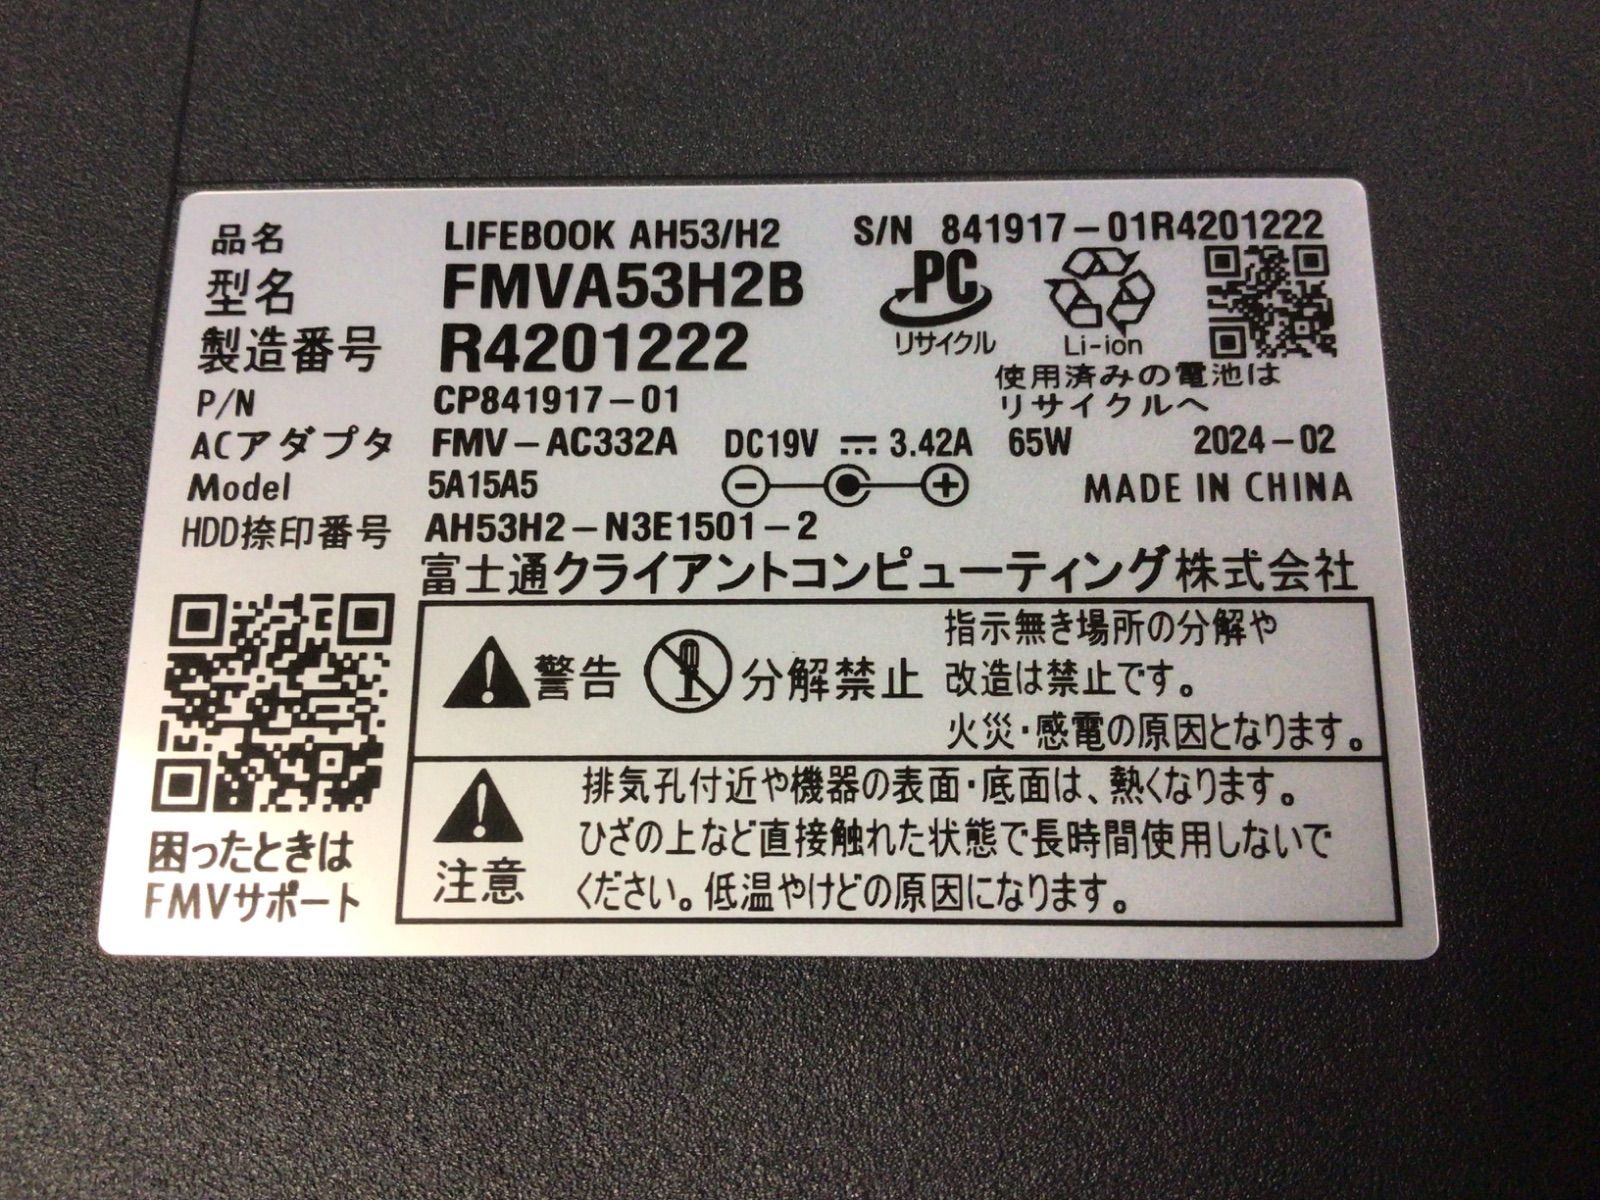 品名 LIFEBOOK AH53/H2 S/N 841917-01R4201222
型名 FMVA53H2B
PC
リサイクル
Li-ion
製造番号 R4201222
使用済みの電池は
リサイクルへ
P/N CP841917-01
ACアダプタ FMV-AC332A DC19V 3.42A 65W 2024-02
Model 5A15A5 MADE IN CHINA
HDD捺印番号 AH53H2-N3E1501-2
富士通クライアントコンピューティング株式会社
警告 分解禁止
指示無き場所の分解や
改造は禁止です。
火災・感電の原因となります。
注意
排気孔付近や機器の表面・底面は、熱くなります。
ひざの上など直接触れた状態で長時間使用しないで
ください。低温やけどの原因になります。
困ったときは
FMVサポート